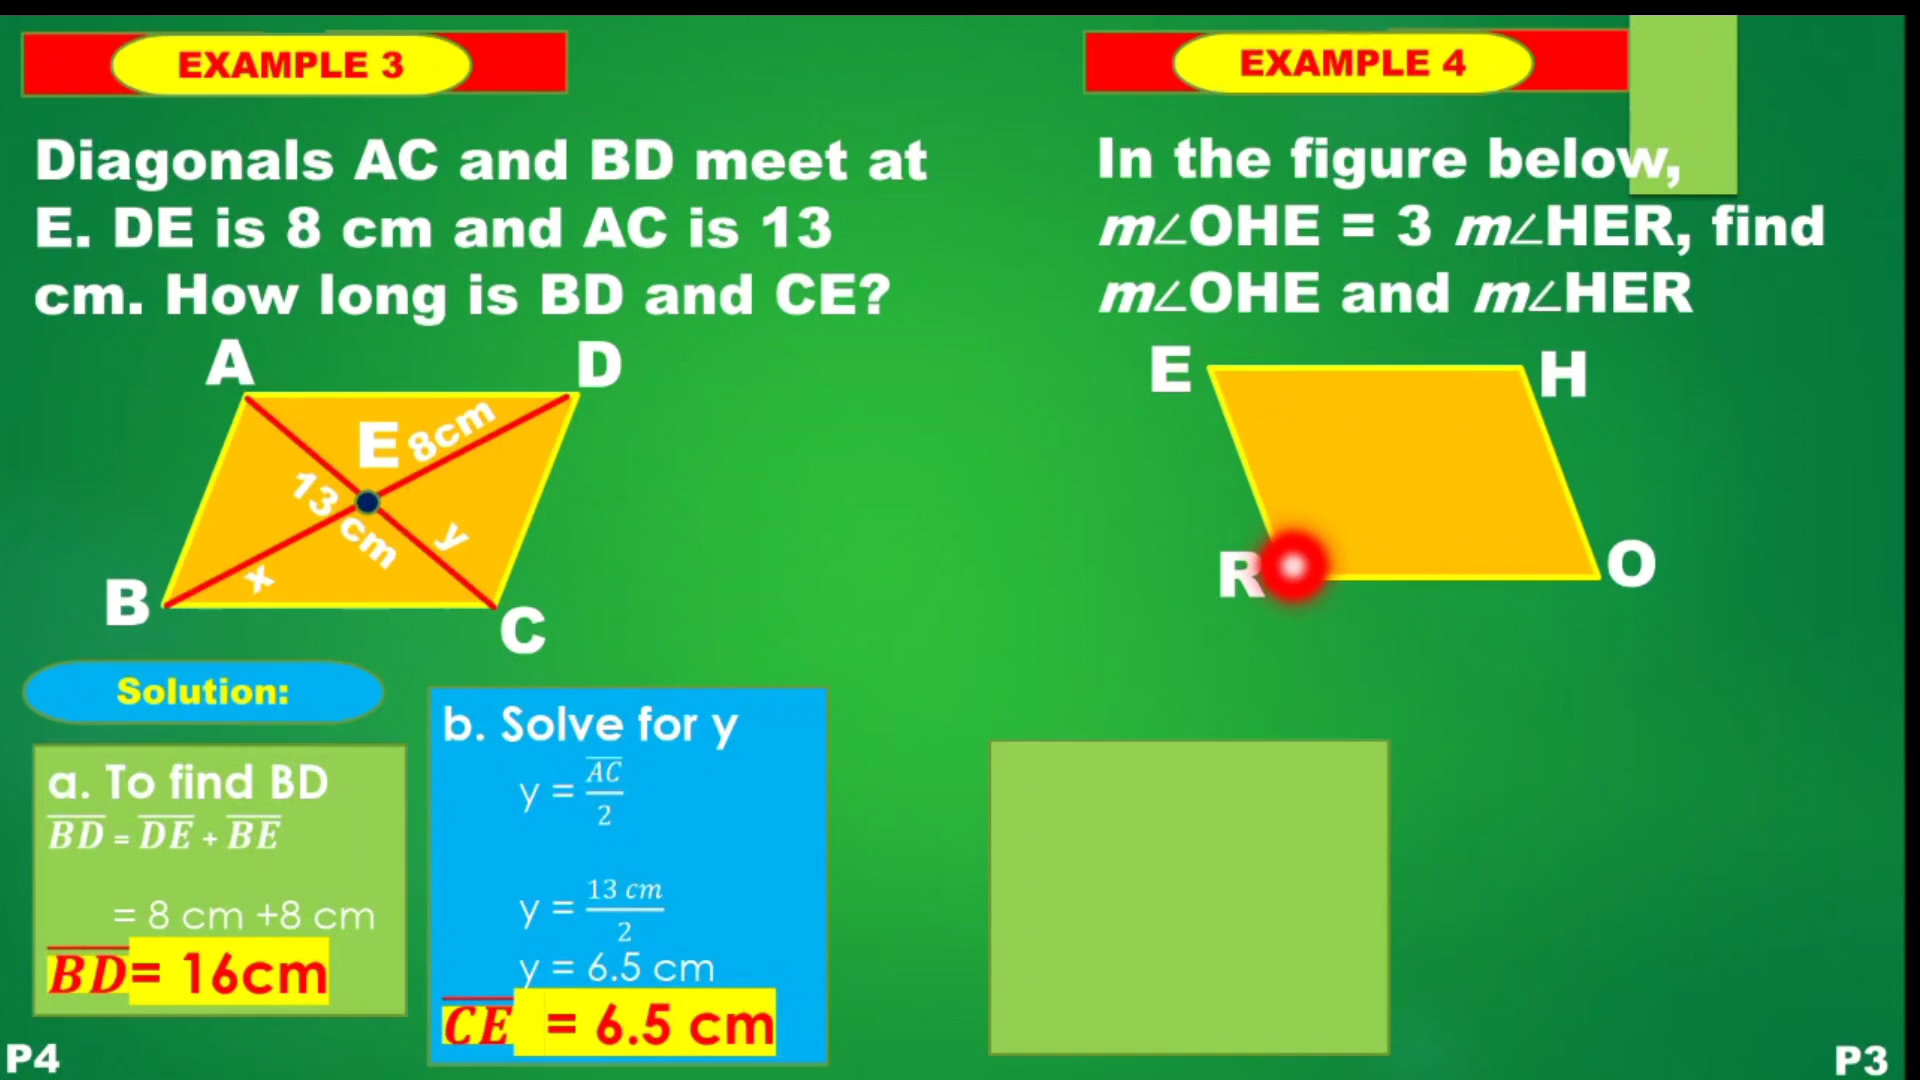 EXAMPLE 3
Diagonals AC and BD meet at
E. DE is 8 cm and AC is 13
cm. How long is BD and CE?
A
D
E
8cm
13 cm
y
x
B
C
Solution:
a. To find BD
BD = DE + BE
= 8 cm +8 cm
BD= 16cm
b. Solve for y
y = AC/2
y = 13 cm/2
y = 6.5 cm
CE = 6.5 cm
P4
EXAMPLE 4
In the figure below,
m∠OHE = 3 m∠HER, find
m∠OHE and m∠HER
E
H
R
O
P3